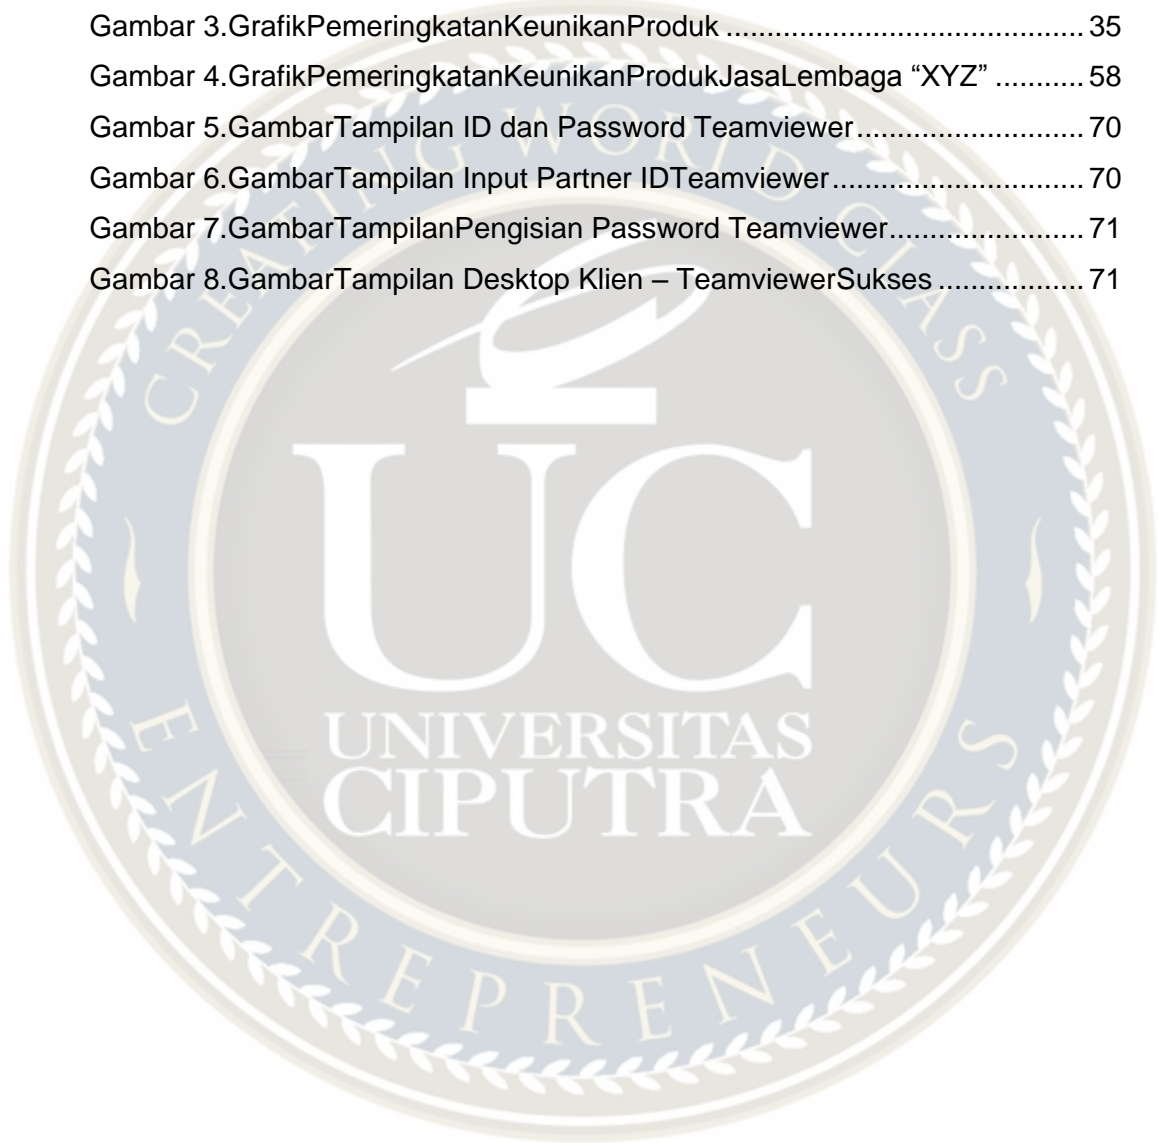 Gambar 3.GrafikPemeringkatanKeunikanProduk ............................................ 35
Gambar 4.GrafikPemeringkatanKeunikanProdukJasaLembaga “XYZ” ........... 58
Gambar 5.GambarTampilan ID dan Password Teamviewer............................ 70
Gambar 6.GambarTampilan Input Partner IDTeamviewer............................... 70
Gambar 7.GambarTampilanPengisian Password Teamviewer........................ 71
Gambar 8.GambarTampilan Desktop Klien – TeamviewerSukses .................. 71
CREATING WORLD CLASS
UC
UNIVERSITAS
CIPUTRA
ENTREPRENEURS